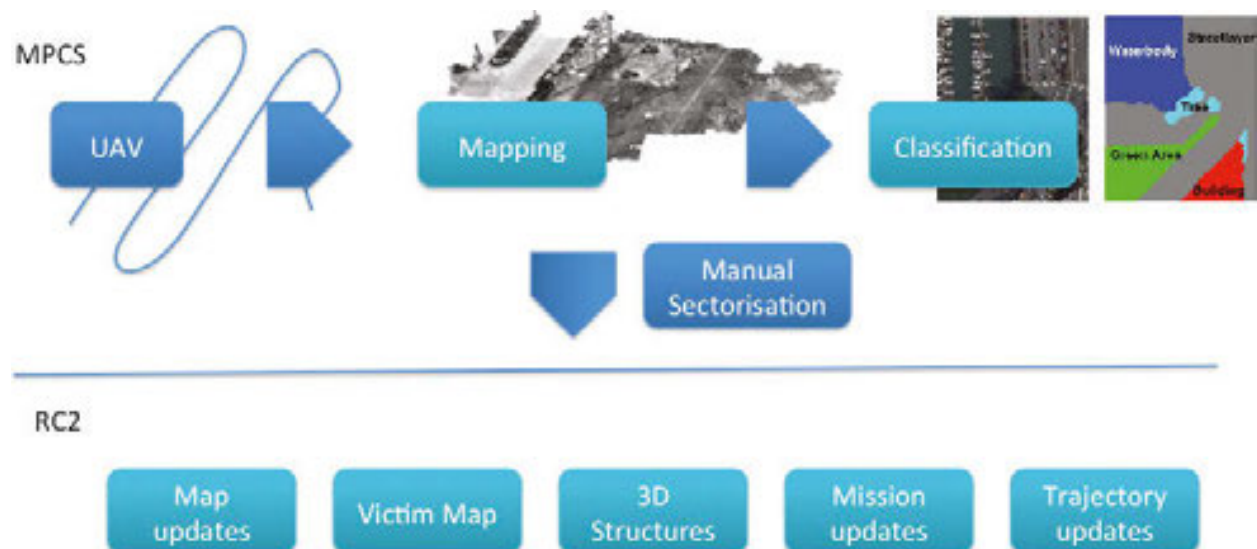 MPCS
UAV
Mapping
Classification
Waterbody
Streetlayer
Tree
Green Area
Building
Manual
Sectorisation
RC2
Map
updates
Victim Map
3D
Structures
Mission
updates
Trajectory
updates